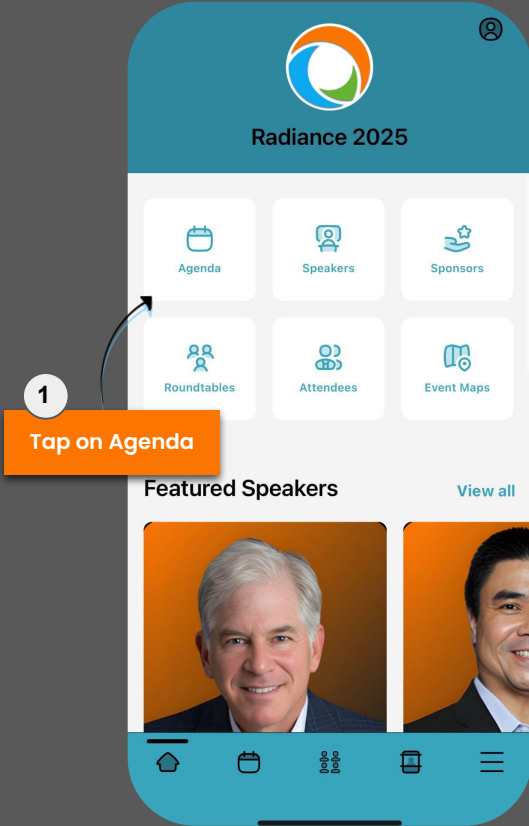 Radiance 2025
Agenda
Speakers
Sponsors
Roundtables
Attendees
Event Maps
1
Tap on Agenda
Featured Speakers
View all